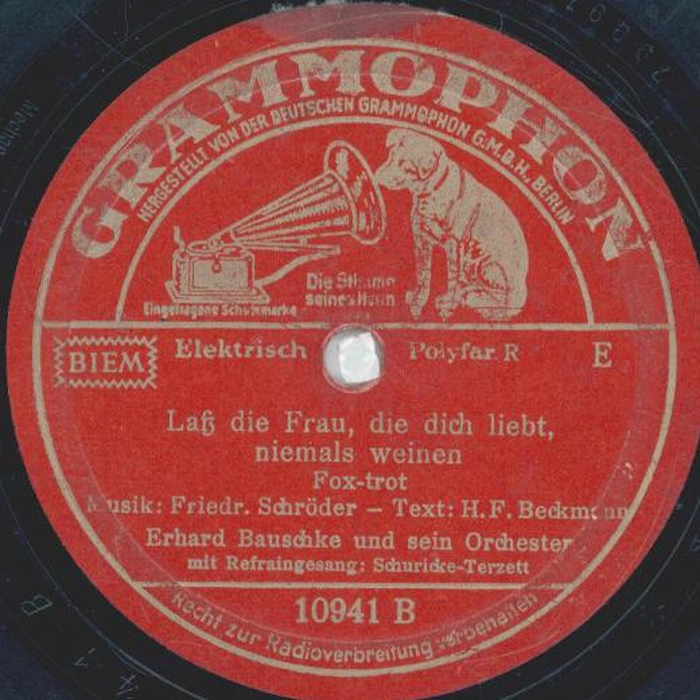 GRAMMOPHON
HERGESTELLT VON DER DEUTSCHEN GRAMMOPHON G.M.B.H., BERLIN
Die Stimme
seines Herrn
Eingetragene Schutzmarke
BIEM Elektrisch Polyfar R E
Laß die Frau, die dich liebt,
niemals weinen
Fox-trot
Musik: Friedr. Schröder – Text: H.F. Beckmann
Erhard Bauschke und sein Orchester
mit Refraingesang: Schuricke-Terzett
10941 B
Recht zur Radioverbreitung vorbehalten